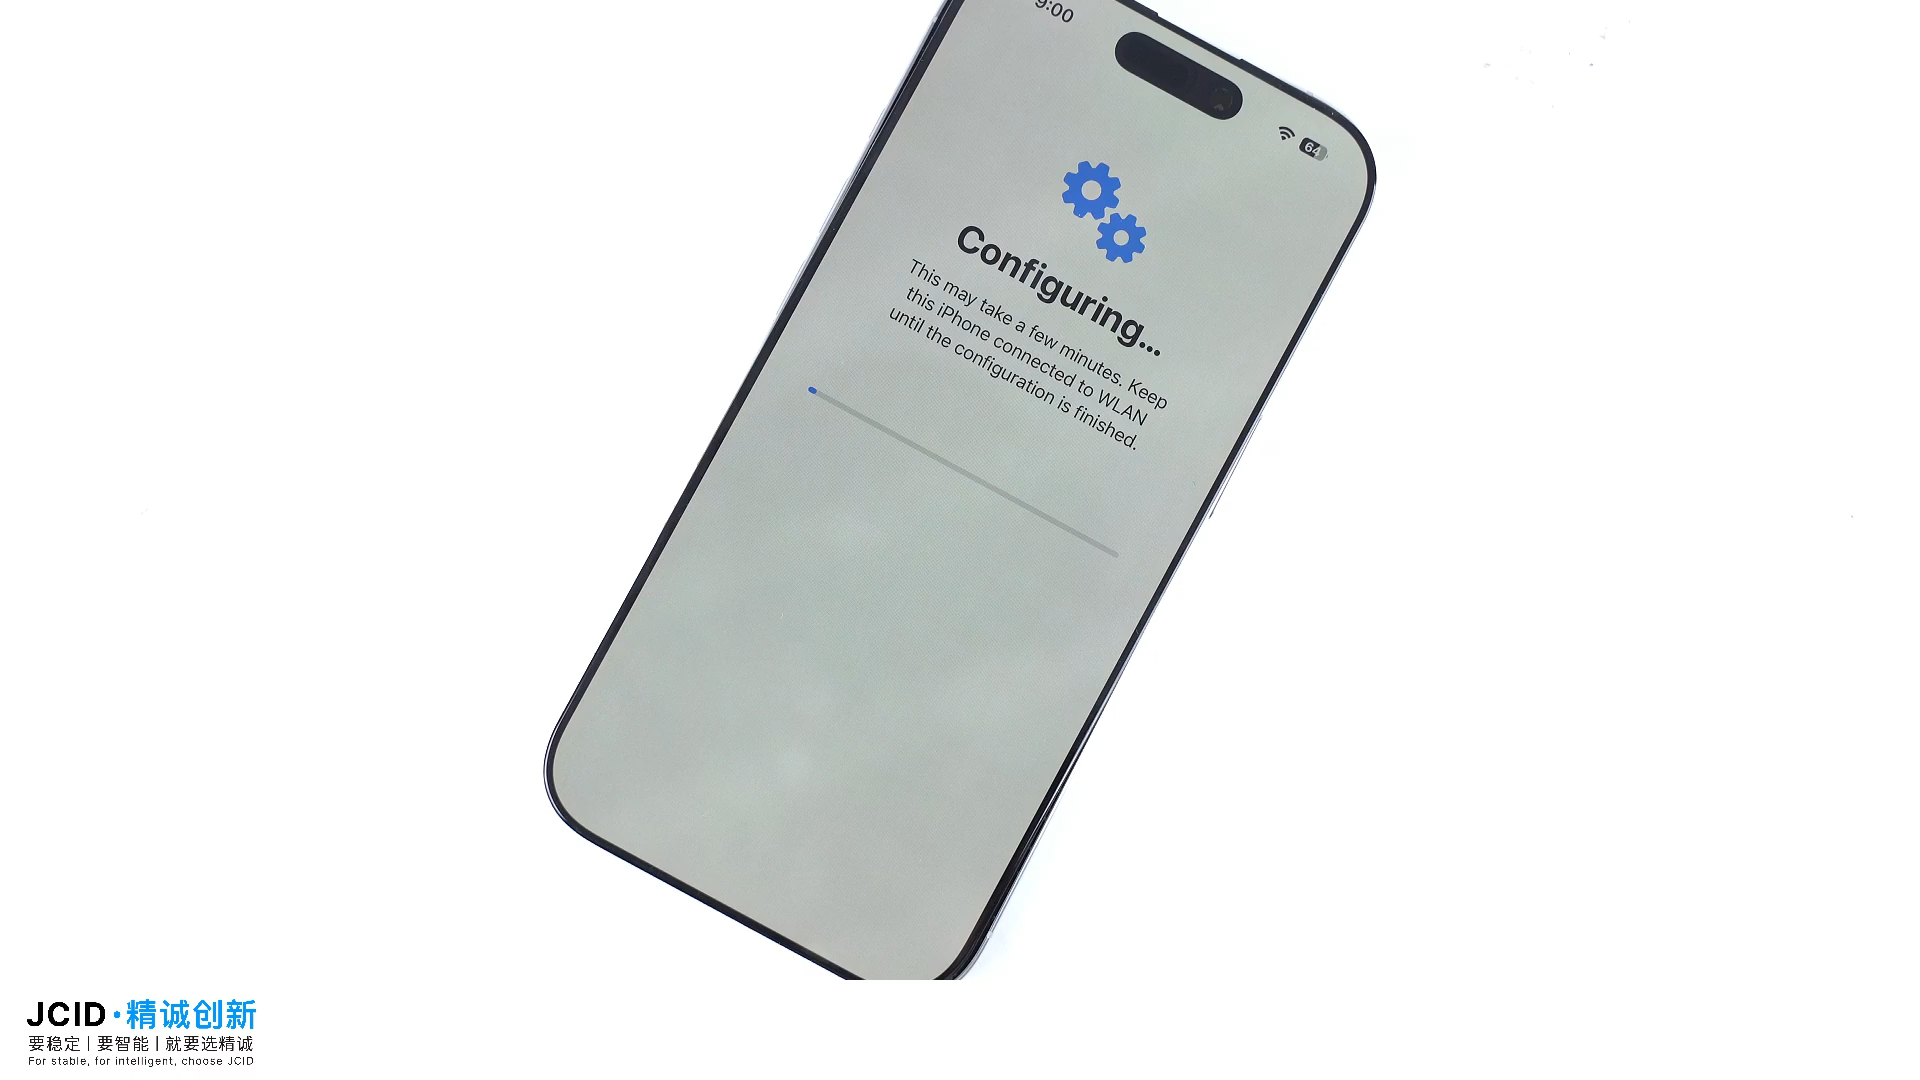 9:00
64
Configuring...
This may take a few minutes. Keep
this iPhone connected to WLAN
until the configuration is finished.
JCID·精诚创新
要稳定丨要智能丨就要选精诚
For stable, for intelligent, choose JCID